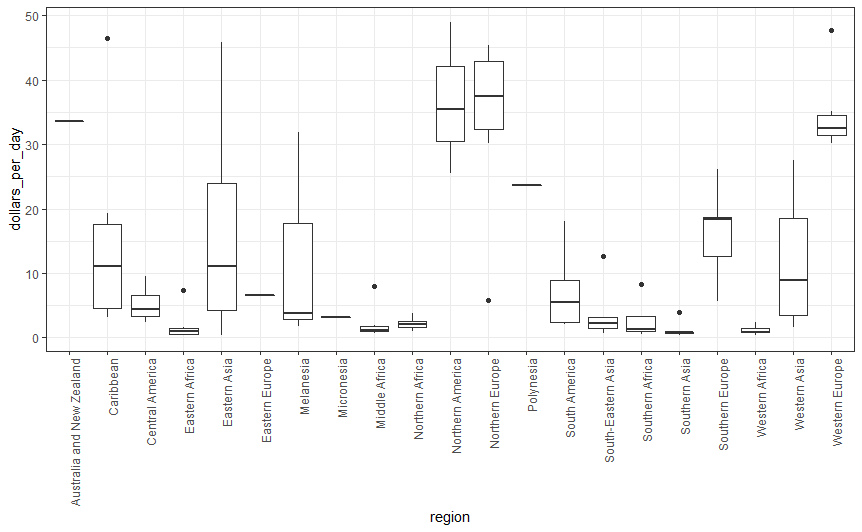 50
40
30
20
10
0
dollars_per_day
Australia and New Zealand
Caribbean
Central America
Eastern Africa
Eastern Asia
Eastern Europe
Melanesia
Micronesia
Middle Africa
Northern Africa
Northern America
Northern Europe
Polynesia
South America
South-Eastern Asia
Southern Africa
Southern Asia
Southern Europe
Western Africa
Western Asia
Western Europe
region